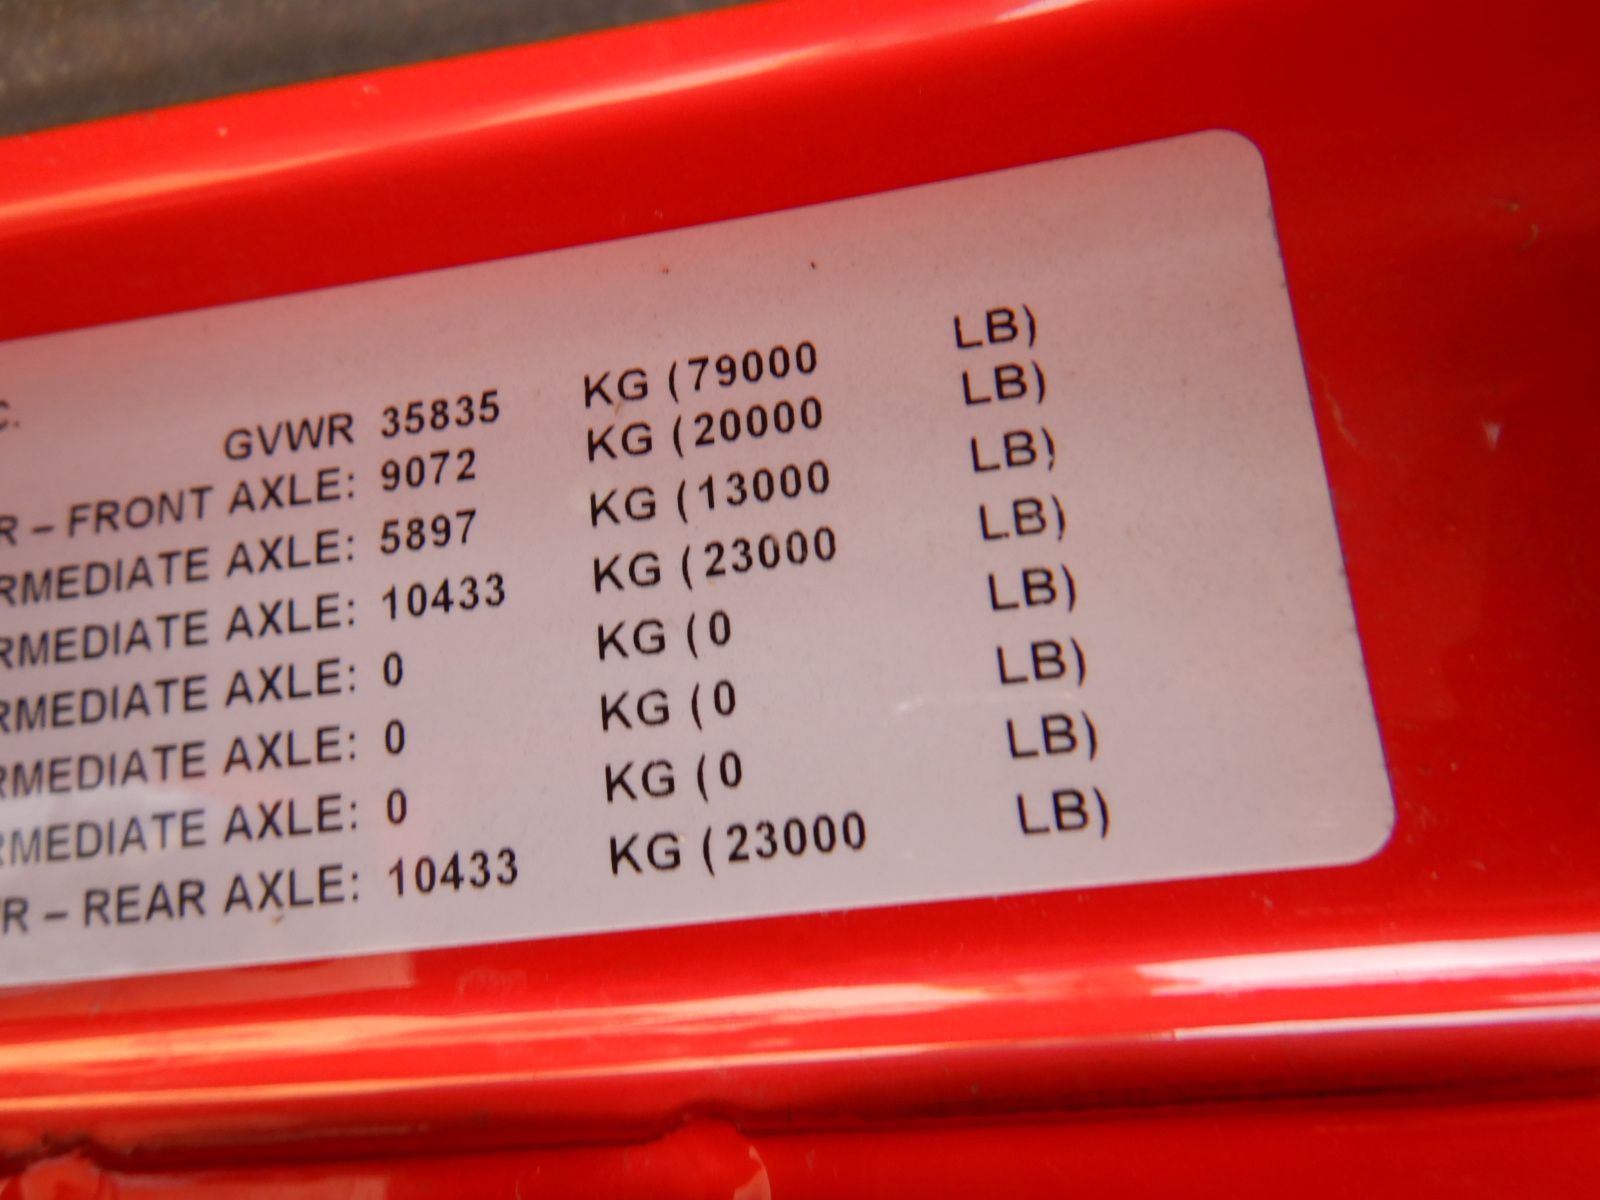 C.
GVWR 35835 KG (79000 LB)
R – FRONT AXLE: 9072 KG (20000 LB)
RMEDIATE AXLE: 5897 KG (13000 LB)
RMEDIATE AXLE: 10433 KG (23000 LB)
RMEDIATE AXLE: 0 KG (0 LB)
RMEDIATE AXLE: 0 KG (0 LB)
RMEDIATE AXLE: 0 KG (0 LB)
R – REAR AXLE: 10433 KG (23000 LB)